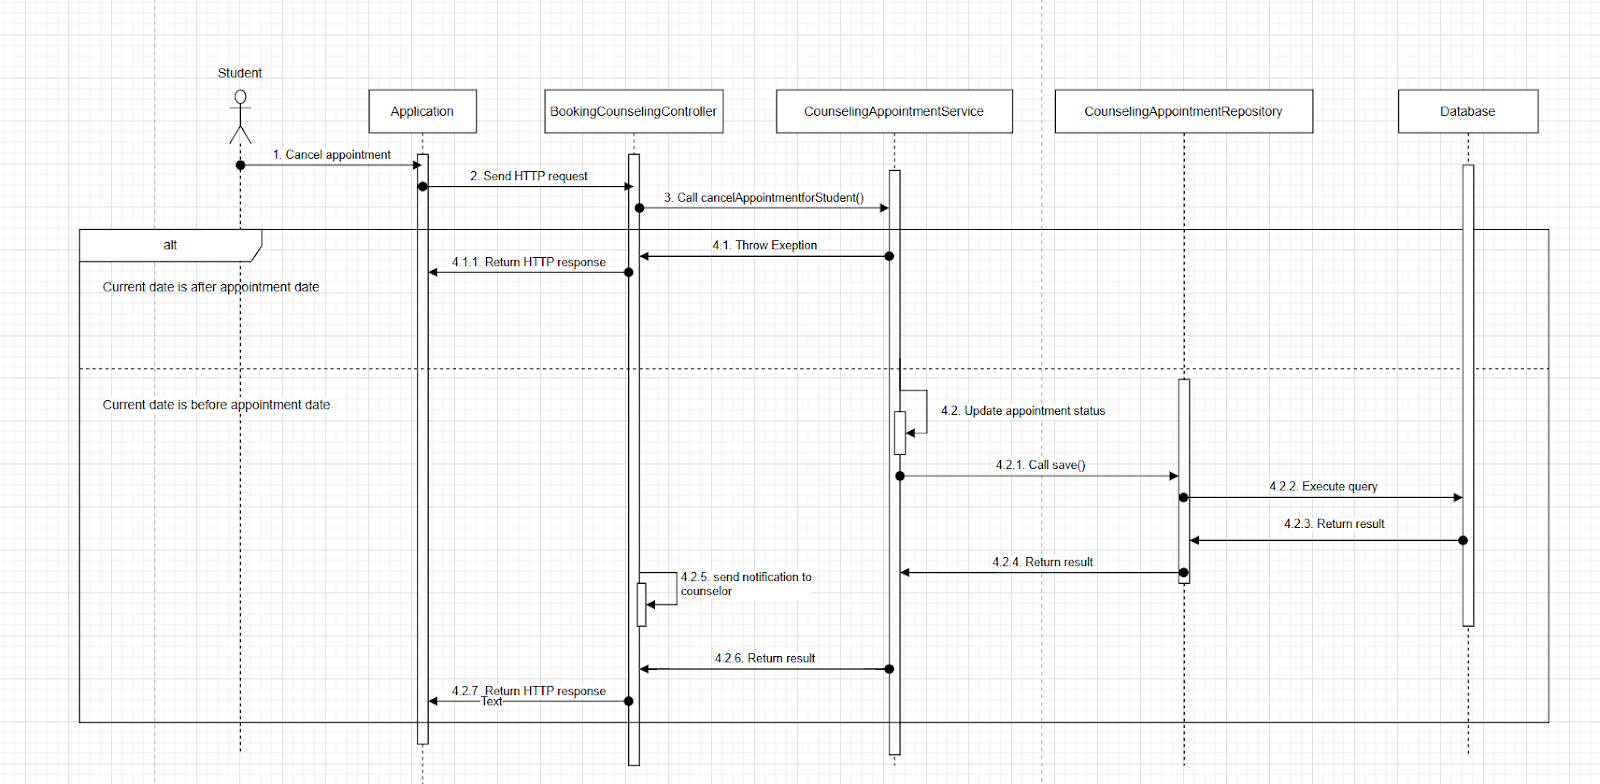 Student
Application
BookingCounselingController
CounselingAppointmentService
CounselingAppointmentRepository
Database
1. Cancel appointment
2. Send HTTP request
3. Call cancelAppointmentforStudent()
alt
4.1. Throw Exeption
4.1.1. Return HTTP response
Current date is after appointment date
Current date is before appointment date
4.2. Update appointment status
4.2.1. Call save()
4.2.2. Execute query
4.2.3. Return result
4.2.4. Return result
4.2.5. send notification to
counselor
4.2.6. Return result
4.2.7. Return HTTP response
Text